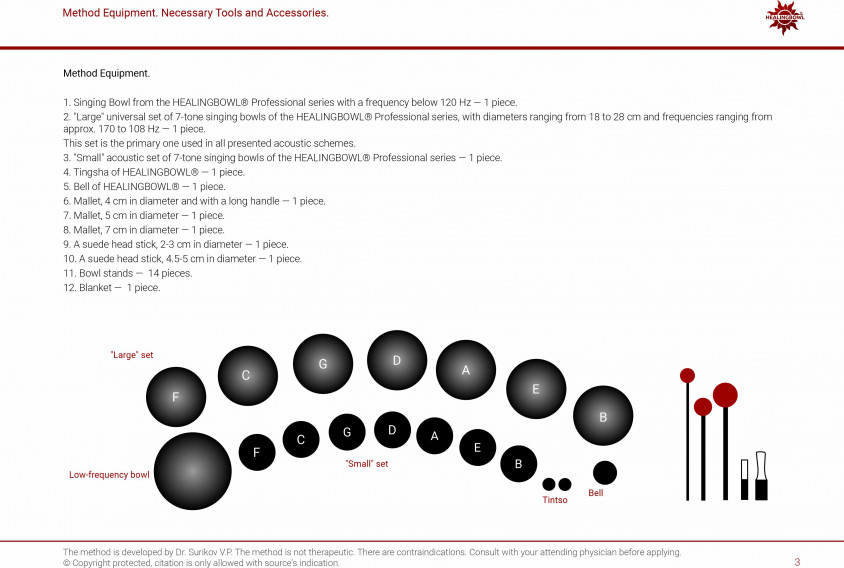 Method Equipment. Necessary Tools and Accessories.
HEALINGBOWL
Method Equipment.
1. Singing Bowl from the HEALINGBOWL® Professional series with a frequency below 120 Hz — 1 piece.
2. "Large" universal set of 7-tone singing bowls of the HEALINGBOWL® Professional series, with diameters ranging from 18 to 28 cm and frequencies ranging from
approx. 170 to 108 Hz — 1 piece.
This set is the primary one used in all presented acoustic schemes.
3. "Small" acoustic set of 7-tone singing bowls of the HEALINGBOWL® Professional series — 1 piece.
4. Tingsha of HEALINGBOWL® — 1 piece.
5. Bell of HEALINGBOWL® — 1 piece.
6. Mallet, 4 cm in diameter and with a long handle — 1 piece.
7. Mallet, 5 cm in diameter — 1 piece.
8. Mallet, 7 cm in diameter — 1 piece.
9. A suede head stick, 2-3 cm in diameter — 1 piece.
10. A suede head stick, 4.5-5 cm in diameter — 1 piece.
11. Bowl stands — 14 pieces.
12. Blanket — 1 piece.
"Large" set
F C G D A E B
Low-frequency bowl
F C G D A E B
"Small" set
Tintso
Bell
The method is developed by Dr. Surikov V.P. The method is not therapeutic. There are contraindications. Consult with your attending physician before applying.
© Copyright protected, citation is only allowed with source's indication.
3